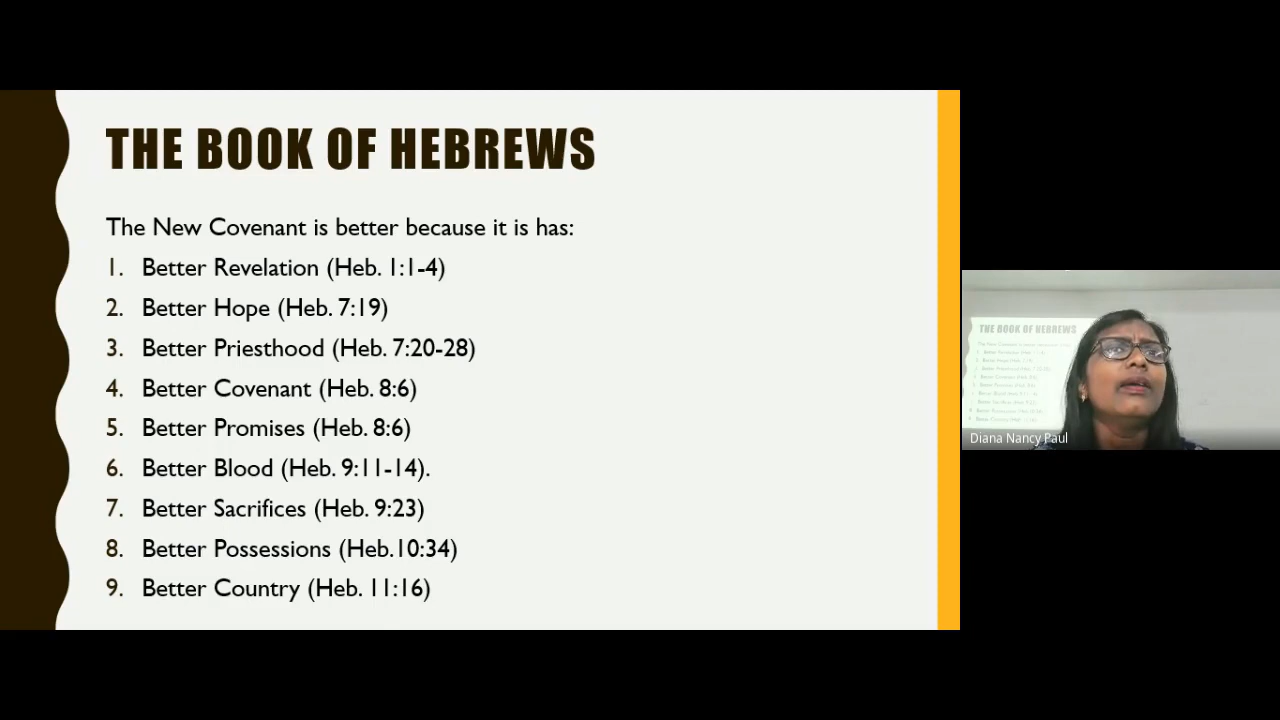 THE BOOK OF HEBREWS
The New Covenant is better because it is has:
1. Better Revelation (Heb. 1:1-4)
2. Better Hope (Heb. 7:19)
3. Better Priesthood (Heb. 7:20-28)
4. Better Covenant (Heb. 8:6)
5. Better Promises (Heb. 8:6)
6. Better Blood (Heb. 9:11-14).
7. Better Sacrifices (Heb. 9:23)
8. Better Possessions (Heb.10:34)
9. Better Country (Heb. 11:16)
THE BOOK OF HEBREWS
Diana Nancy Paul